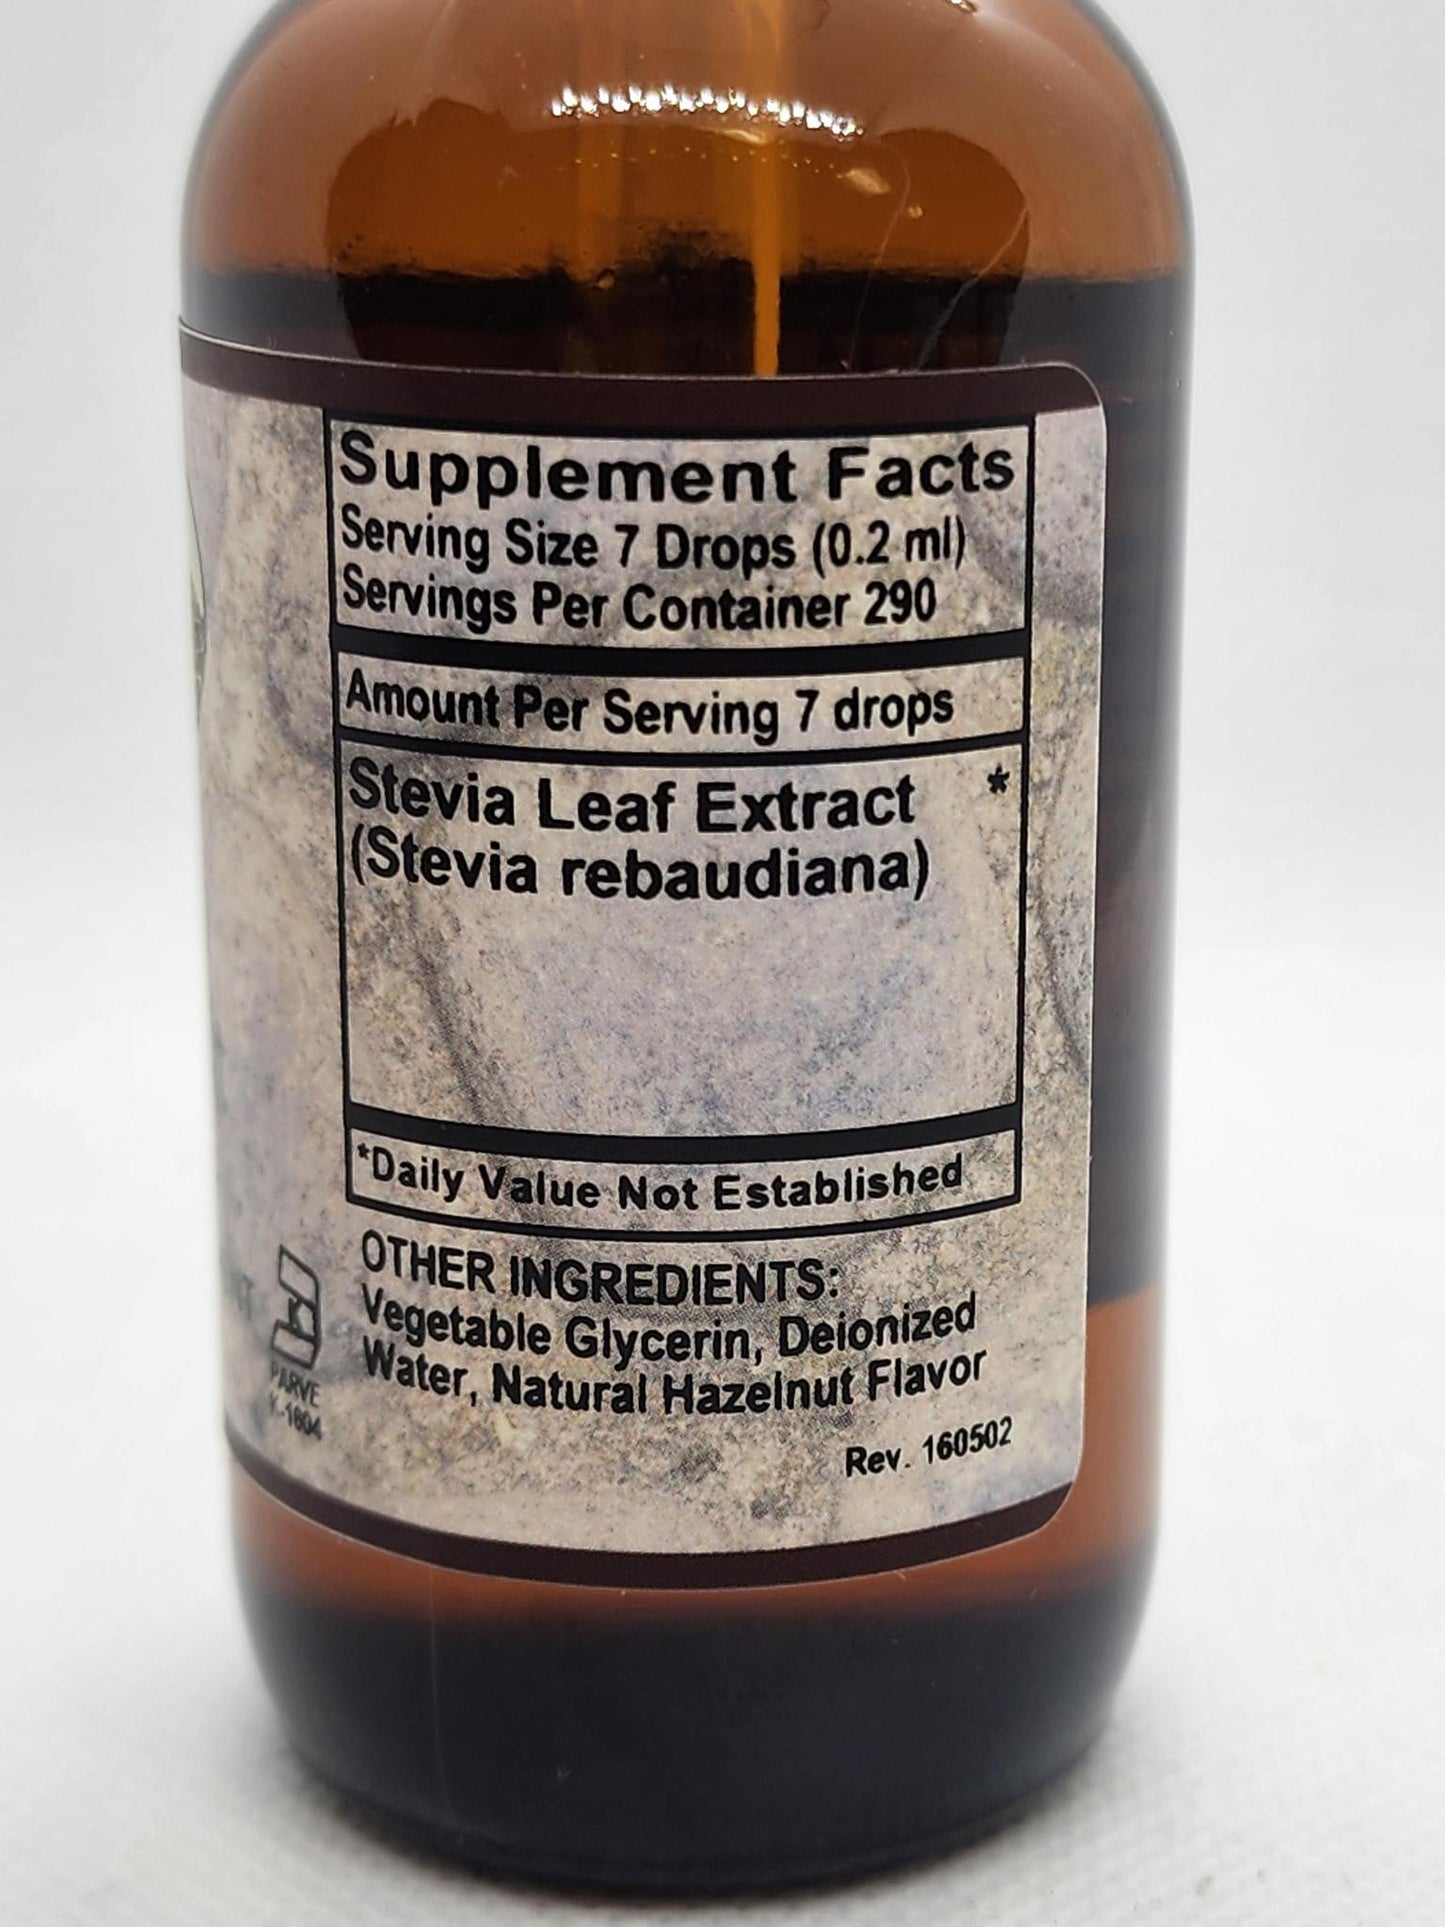 Supplement Facts
Serving Size 7 Drops (0.2 ml)
Servings Per Container 290
Amount Per Serving 7 drops
Stevia Leaf Extract *
(Stevia rebaudiana)
*Daily Value Not Established
OTHER INGREDIENTS:
Vegetable Glycerin, Deionized
Water, Natural Hazelnut Flavor
Rev. 160502
PARVE
K-1604